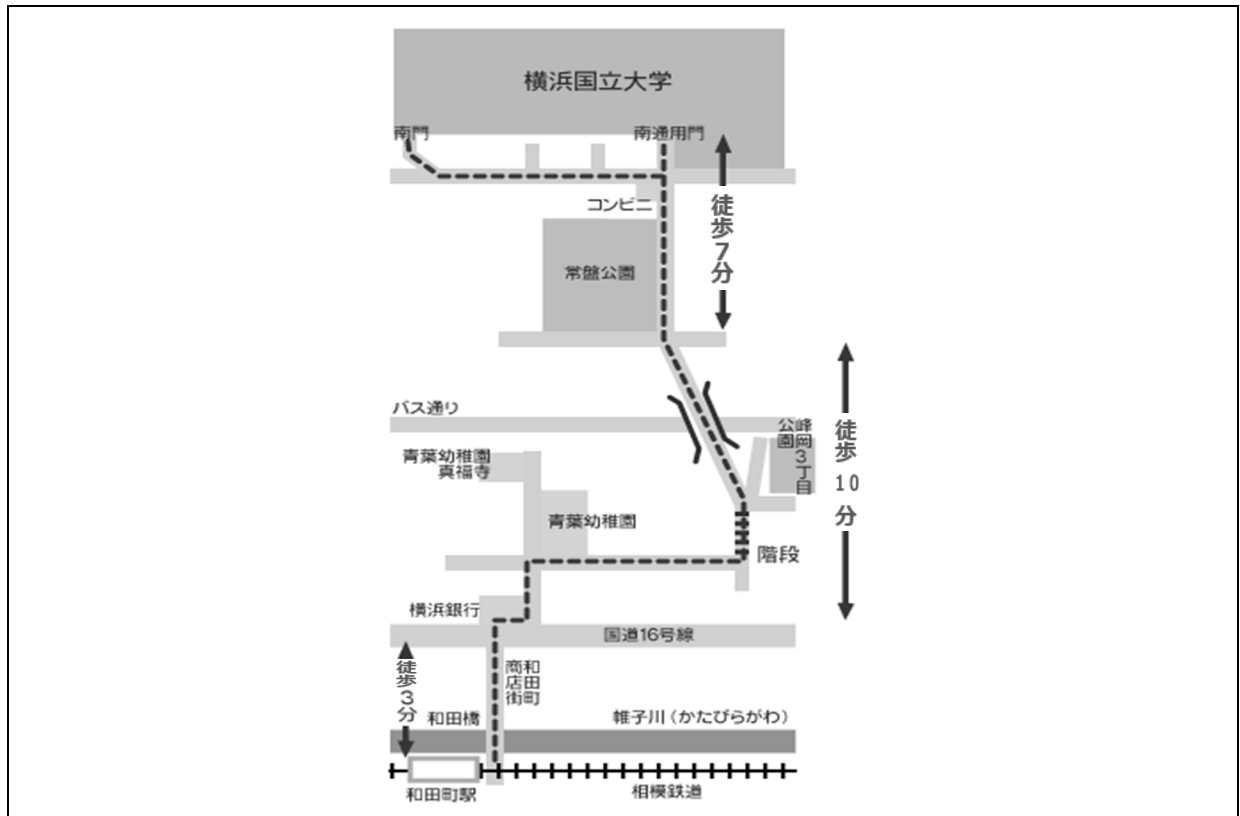 横浜国立大学
南門
南通用門
徒歩7分
コンビニ
常盤公園
バス通り
峰岡3丁目
公園
徒歩10分
青葉幼稚園
真福寺
青葉幼稚園
階段
横浜銀行
国道16号線
徒歩3分
和田町
商店街
和田橋
帷子川（かたびらがわ）
和田町駅
相模鉄道